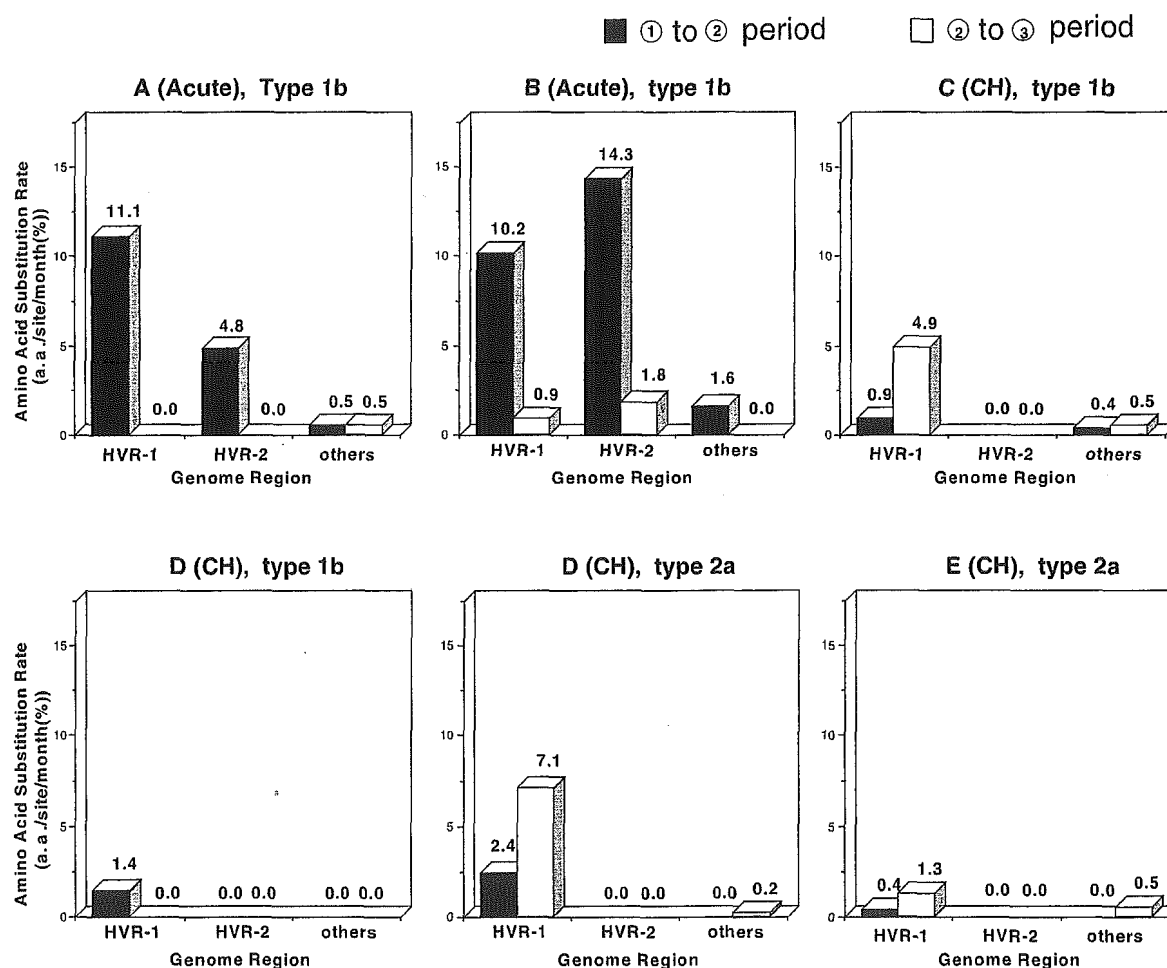 ① to ② period ② to ③ period
A (Acute), Type 1b
Amino Acid Substitution Rate
(a. a ./site/month(%))
15
10
5
0
11.1
0.0
4.8
0.0
0.5 0.5
HVR-1 HVR-2 others
Genome Region
B (Acute), type 1b
15
10
5
0
10.2
0.9
14.3
1.8
1.6
0.0
HVR-1 HVR-2 others
Genome Region
C (CH), type 1b
15
10
5
0
0.9
4.9
0.0 0.0
0.4 0.5
HVR-1 HVR-2 others
Genome Region
D (CH), type 1b
Amino Acid Substitution Rate
(a. a ./site/month(%))
15
10
5
0
1.4
0.0
0.0 0.0
0.0 0.0
HVR-1 HVR-2 others
Genome Region
D (CH), type 2a
15
10
5
0
2.4
7.1
0.0 0.0
0.0 0.2
HVR-1 HVR-2 others
Genome Region
E (CH), type 2a
15
10
5
0
0.4
1.3
0.0 0.0
0.0 0.5
HVR-1 HVR-2 others
Genome Region